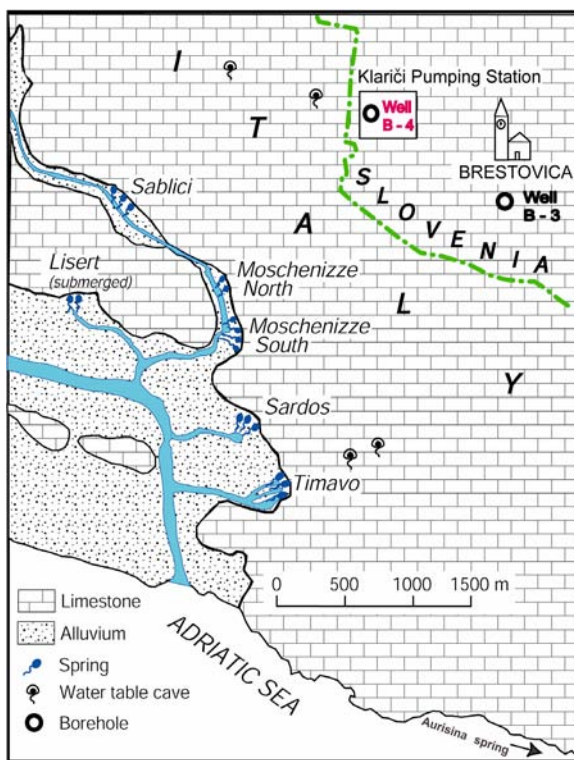 I
T
A
L
Y
Klariči Pumping Station
Well
B - 4
BRESTOVICA
Well
B - 3
SLOVENIA
Sablici
Lisert
(submerged)
Moschenizze
North
Moschenizze
South
Sardos
Timavo
0 500 1000 1500 m
Limestone
Alluvium
Spring
Water table cave
Borehole
ADRIATIC SEA
Aurisina spring